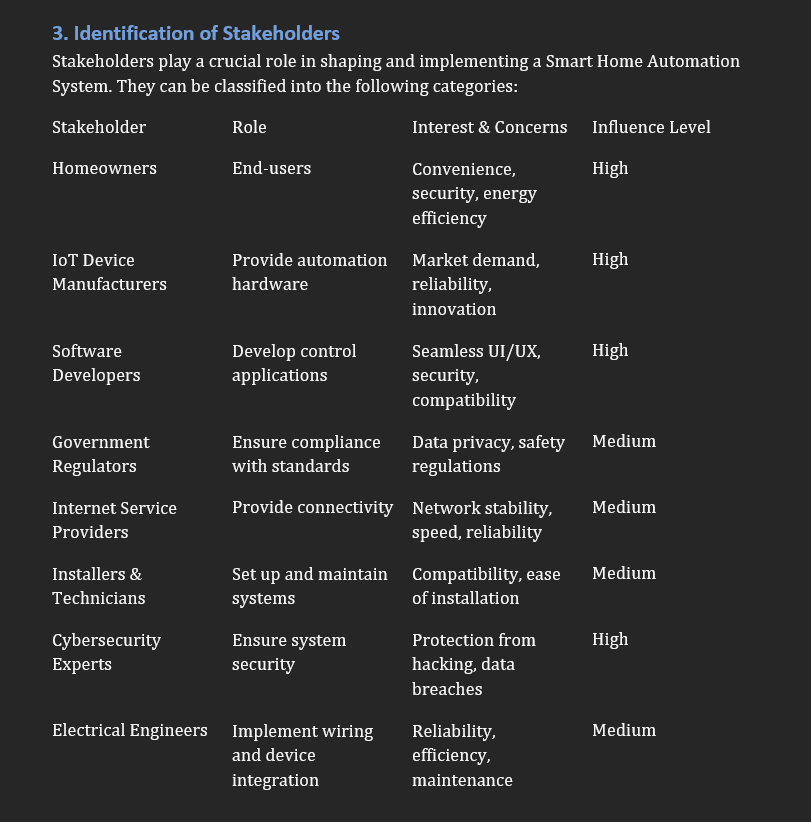 3. Identification of Stakeholders
Stakeholders play a crucial role in shaping and implementing a Smart Home Automation
System. They can be classified into the following categories:
Stakeholder Role Interest & Concerns Influence Level
Homeowners End-users Convenience, High
security, energy
efficiency
IoT Device Provide automation Market demand, High
Manufacturers hardware reliability,
innovation
Software Develop control Seamless UI/UX, High
Developers applications security,
compatibility
Government Ensure compliance Data privacy, safety Medium
Regulators with standards regulations
Internet Service Provide connectivity Network stability, Medium
Providers speed, reliability
Installers & Set up and maintain Compatibility, ease Medium
Technicians systems of installation
Cybersecurity Ensure system Protection from High
Experts security hacking, data
breaches
Electrical Engineers Implement wiring Reliability, Medium
and device efficiency,
integration maintenance